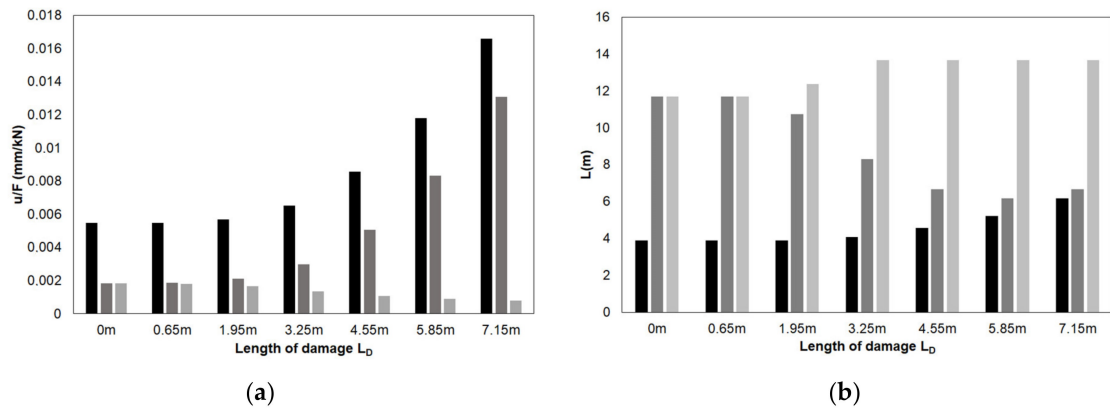 0.018
0.016
0.014
0.012
0.01
0.008
0.006
0.004
0.002
0
u/F (mm/kN)
0m 0.65m 1.95m 3.25m 4.55m 5.85m 7.15m
Length of damage L_D
(a)
16
14
12
10
8
6
4
2
0
L(m)
0m 0.65m 1.95m 3.25m 4.55m 5.85m 7.15m
Length of damage L_D
(b)